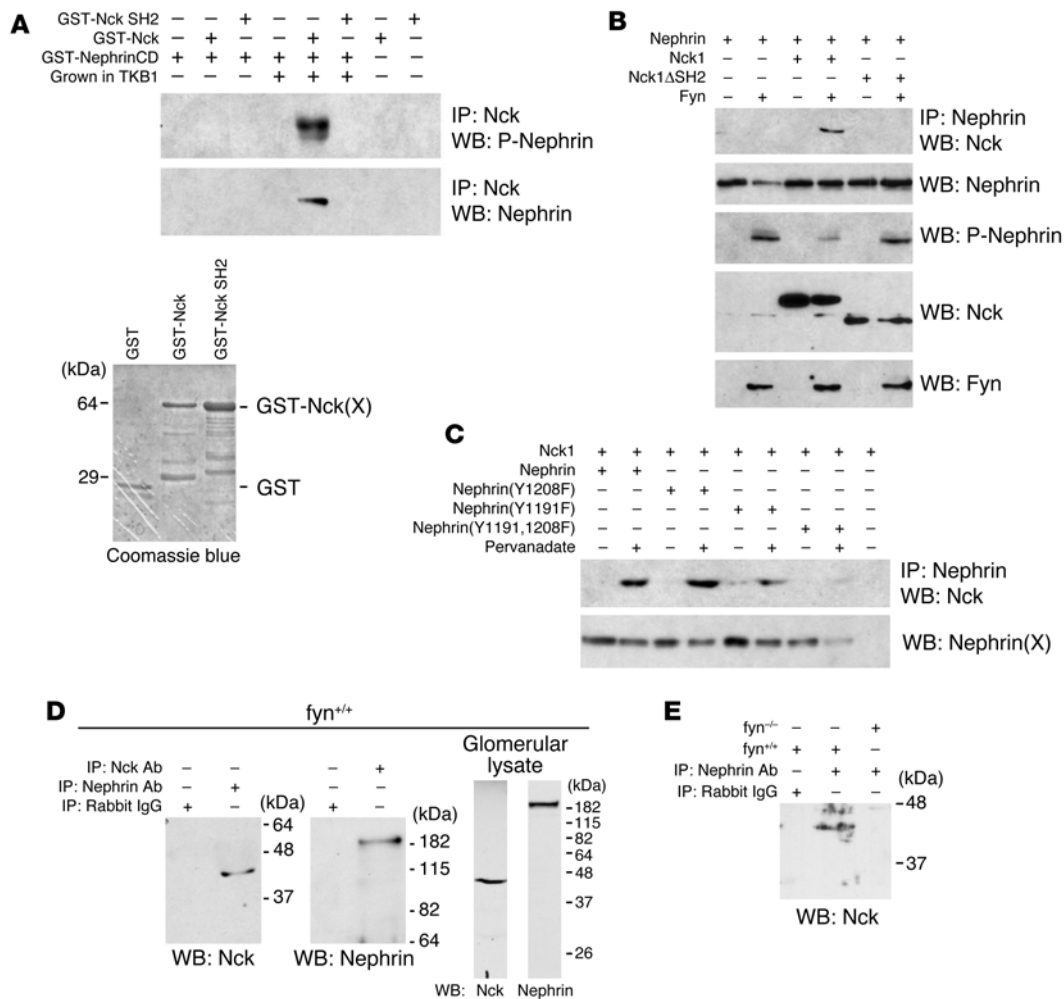 A
GST-Nck SH2 – – + – – + – +
GST-Nck – + – – + – + –
GST-NephrinCD + + + + + + – –
Grown in TKB1 – – – + + + – –
IP: Nck
WB: P-Nephrin
IP: Nck
WB: Nephrin
GST
GST-Nck
GST-Nck SH2
(kDa)
64 –
– GST-Nck(X)
29 –
– GST
Coomassie blue
B
Nephrin + + + + + +
Nck1 – – + + – –
Nck1ΔSH2 – – – – + +
Fyn – + – + – +
IP: Nephrin
WB: Nck
WB: Nephrin
WB: P-Nephrin
WB: Nck
WB: Fyn
C
Nck1 + + + + + + + + +
Nephrin + + – – – – – – –
Nephrin(Y1208F) – – + + – – – – –
Nephrin(Y1191F) – – – – + + – – –
Nephrin(Y1191,1208F) – – – – – – + + –
Pervanadate – + – + – + – + –
IP: Nephrin
WB: Nck
WB: Nephrin(X)
D
fyn+/+
IP: Nck Ab – – – +
IP: Nephrin Ab – + – –
IP: Rabbit IgG + – + –
(kDa)
- 64
- 48
- 37
WB: Nck
(kDa)
- 182
- 115
- 82
- 64
WB: Nephrin
Glomerular
lysate
(kDa)
- 182
- 115
- 82
- 64
- 48
- 37
- 26
WB: Nck Nephrin
E
fyn–/– – – +
fyn+/+ + + –
IP: Nephrin Ab – + +
IP: Rabbit IgG + – –
(kDa)
- 48
- 37
WB: Nck